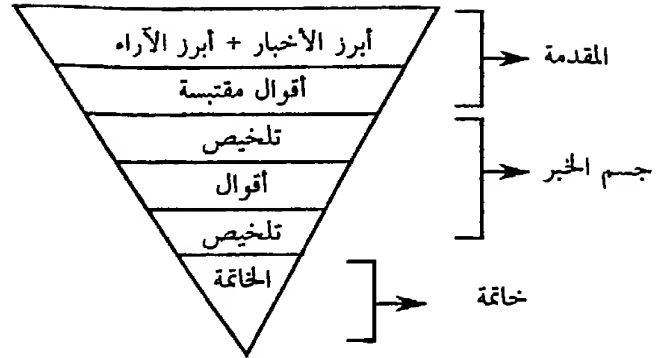 أبرز الأخبار + أبرز الآراء
أقوال مقتبسة
تلخيص
أقوال
تلخيص
الخاتمة
المقدمة
جسم الخبر
خاتمة